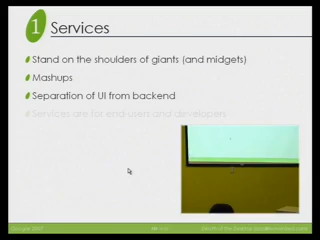 1 Services
Stand on the shoulders of giants (and midgets)
Mashups
Separation of UI from backend
Services are for end-users and developers